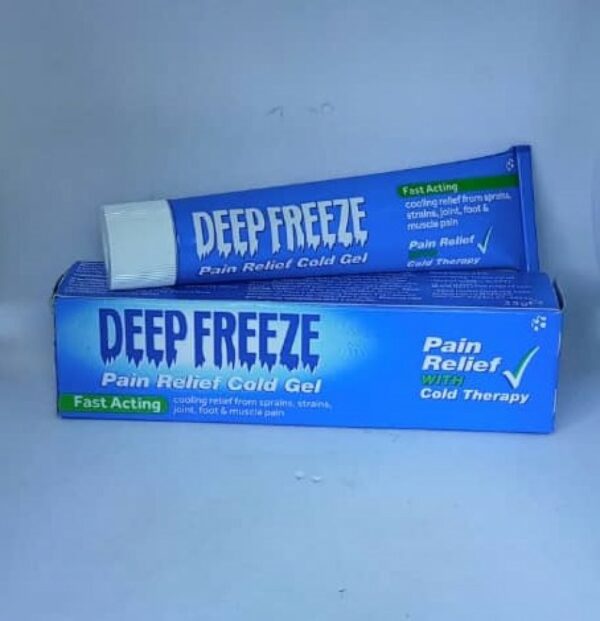 DEEP FREEZE
Pain Relief Cold Gel
Fast Acting
cooling relief from sprains,
strains, joint, foot &
muscle pain
Pain Relief
Cold Therapy
DEEP FREEZE
Pain Relief Cold Gel
Fast Acting
cooling relief from sprains, strains,
joint, foot & muscle pain
Pain
Relief
WITH
Cold Therapy